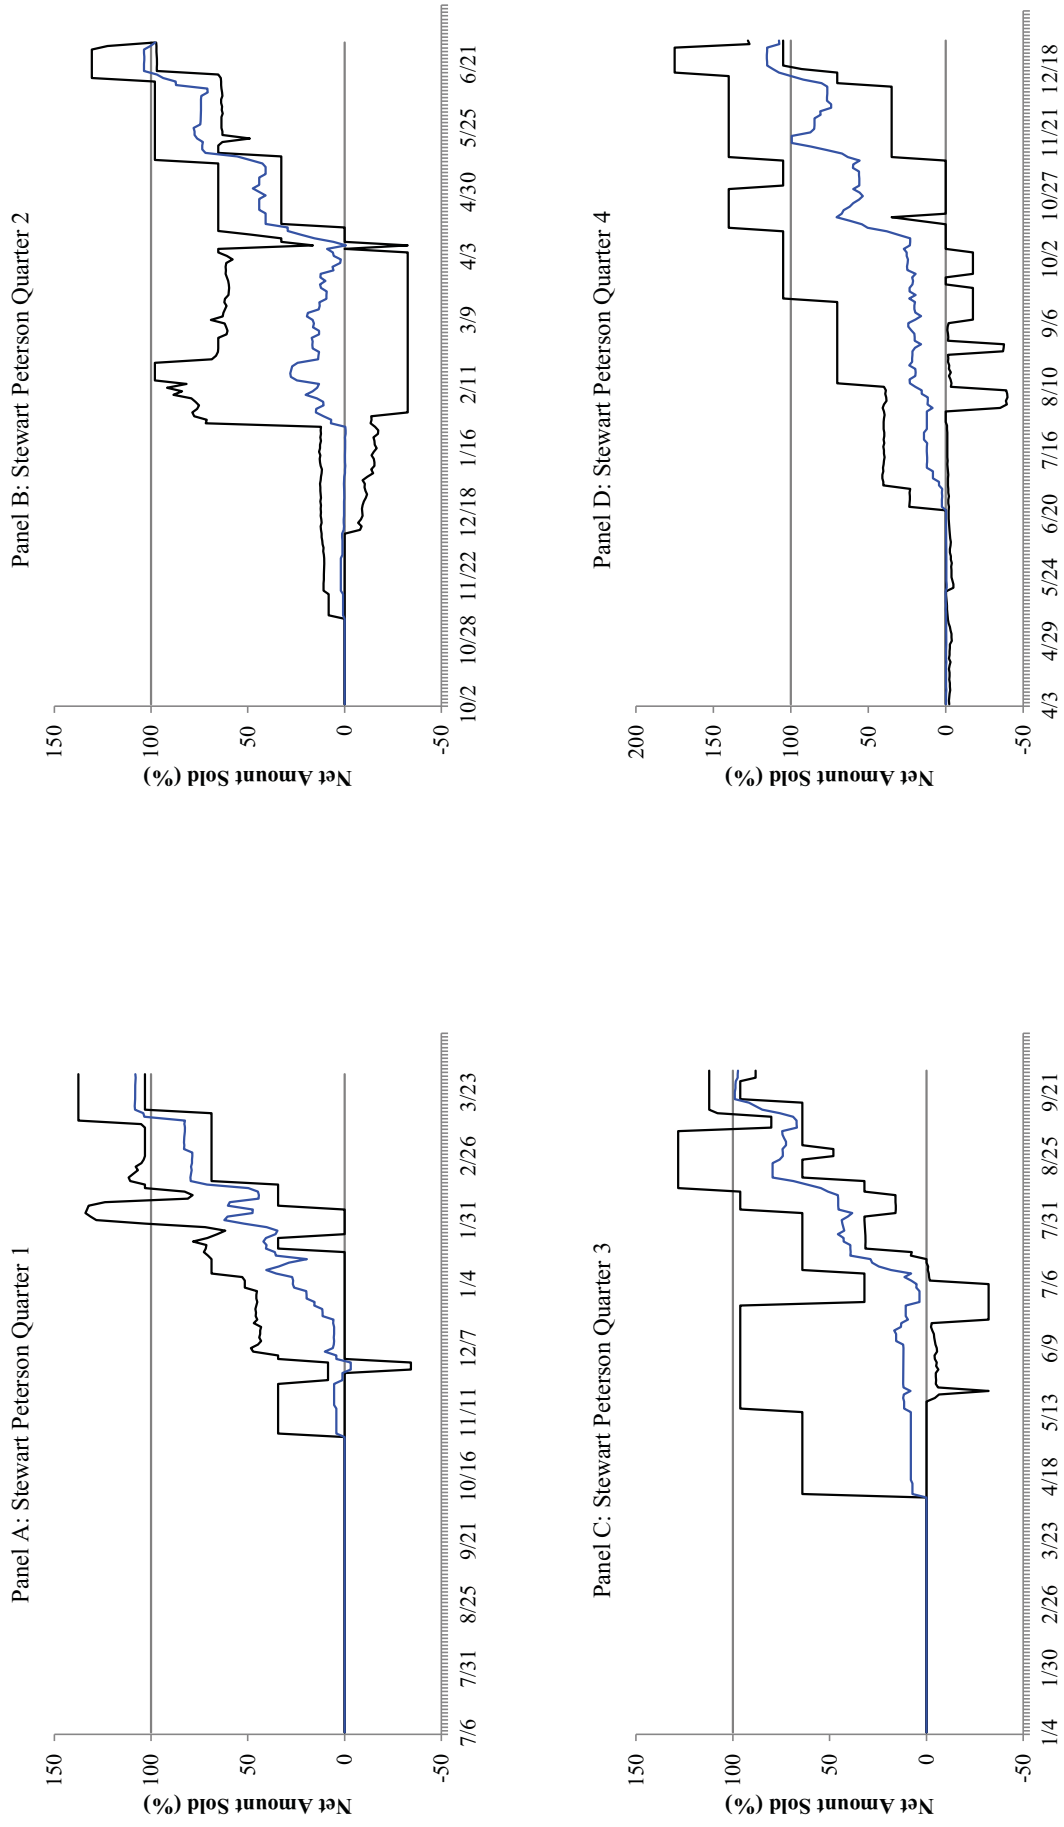 Panel A: Stewart Peterson Quarter 1
150
100
50
0
-50
Net Amount Sold (%)
7/6 7/31 8/25 9/21 10/16 11/11 12/7 1/4 1/31 2/26 3/23
Panel B: Stewart Peterson Quarter 2
150
100
50
0
-50
Net Amount Sold (%)
10/2 10/28 11/22 12/18 1/16 2/11 3/9 4/3 4/30 5/25 6/21
Panel C: Stewart Peterson Quarter 3
150
100
50
0
-50
Net Amount Sold (%)
1/4 1/30 2/26 3/23 4/18 5/13 6/9 7/6 7/31 8/25 9/21
Panel D: Stewart Peterson Quarter 4
200
150
100
50
0
-50
Net Amount Sold (%)
4/3 4/29 5/24 6/20 7/16 8/10 9/6 10/2 10/27 11/21 12/18